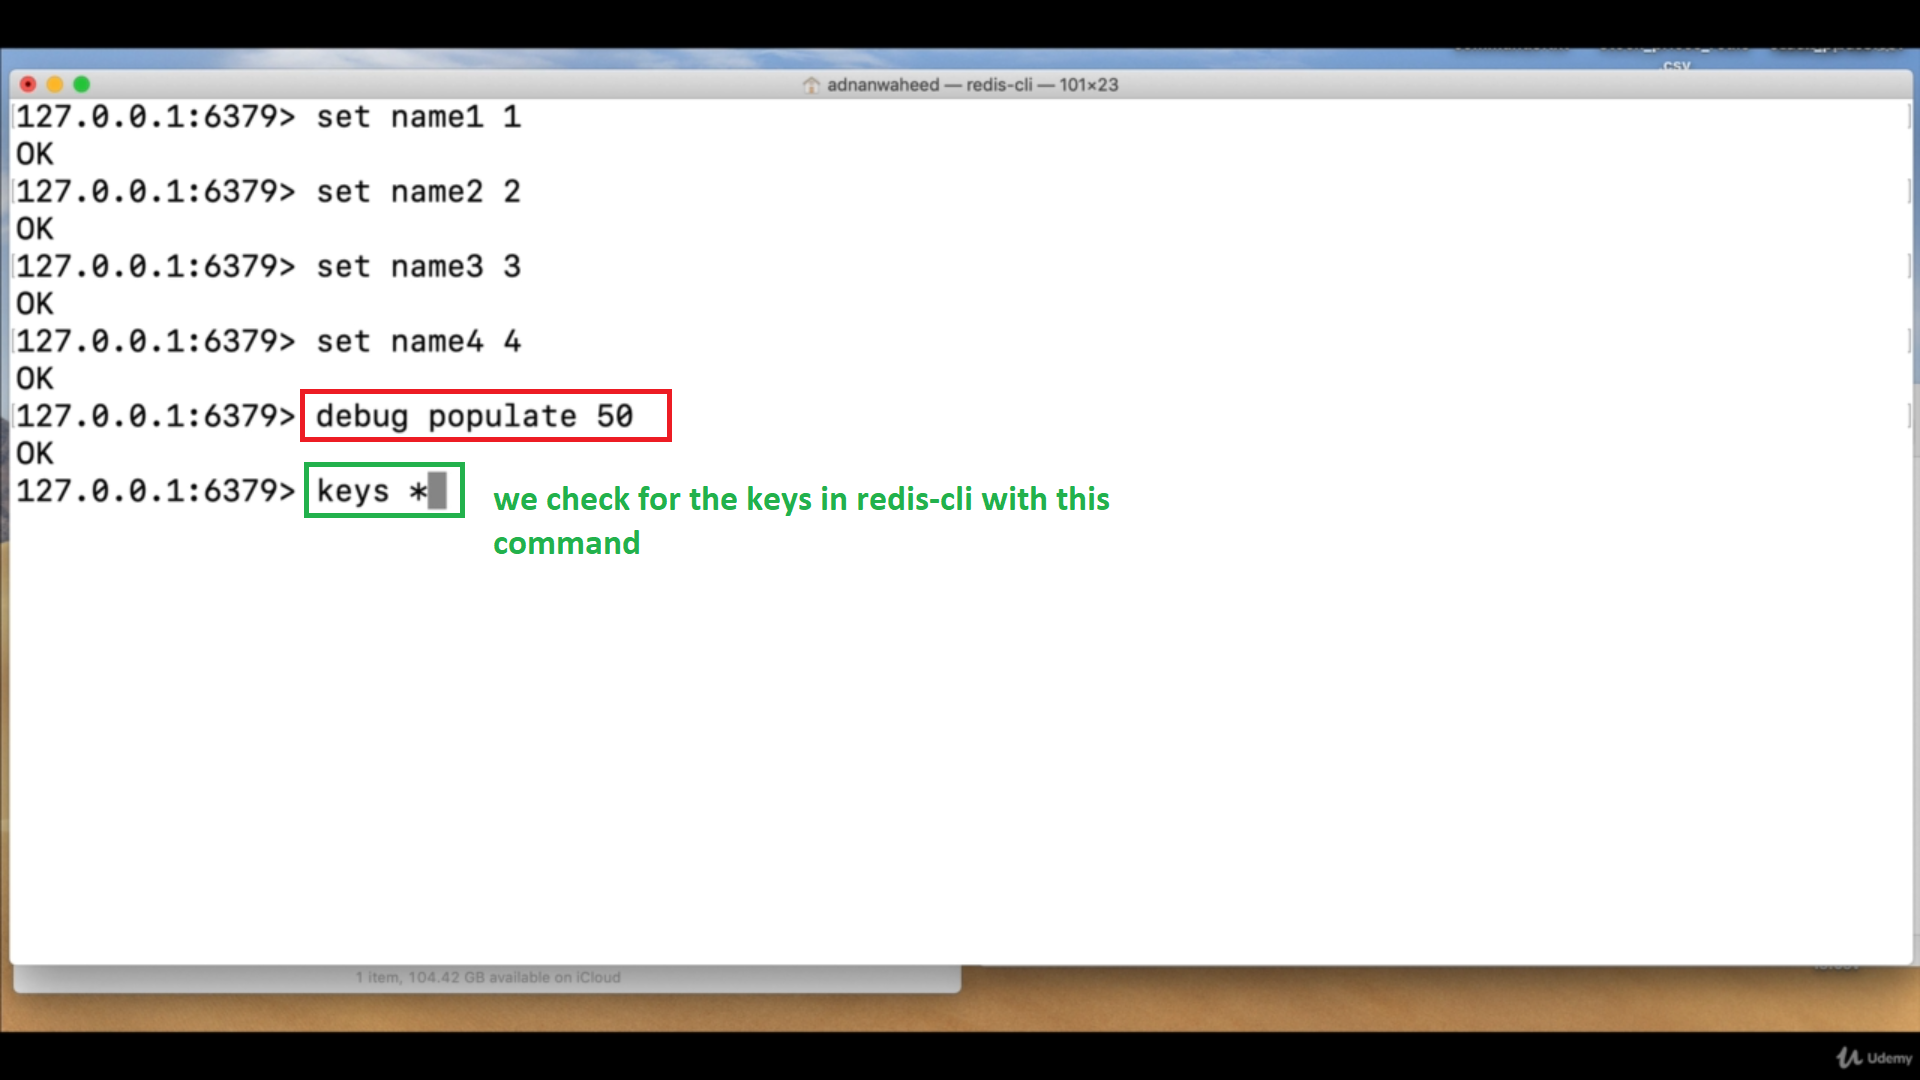 .csv
adnanwaheed — redis-cli — 101×23
127.0.0.1:6379> set name1 1
OK
127.0.0.1:6379> set name2 2
OK
127.0.0.1:6379> set name3 3
OK
127.0.0.1:6379> set name4 4
OK
127.0.0.1:6379> debug populate 50
OK
127.0.0.1:6379> keys *
we check for the keys in redis-cli with this
command
1 item, 104.42 GB available on iCloud
Udemy